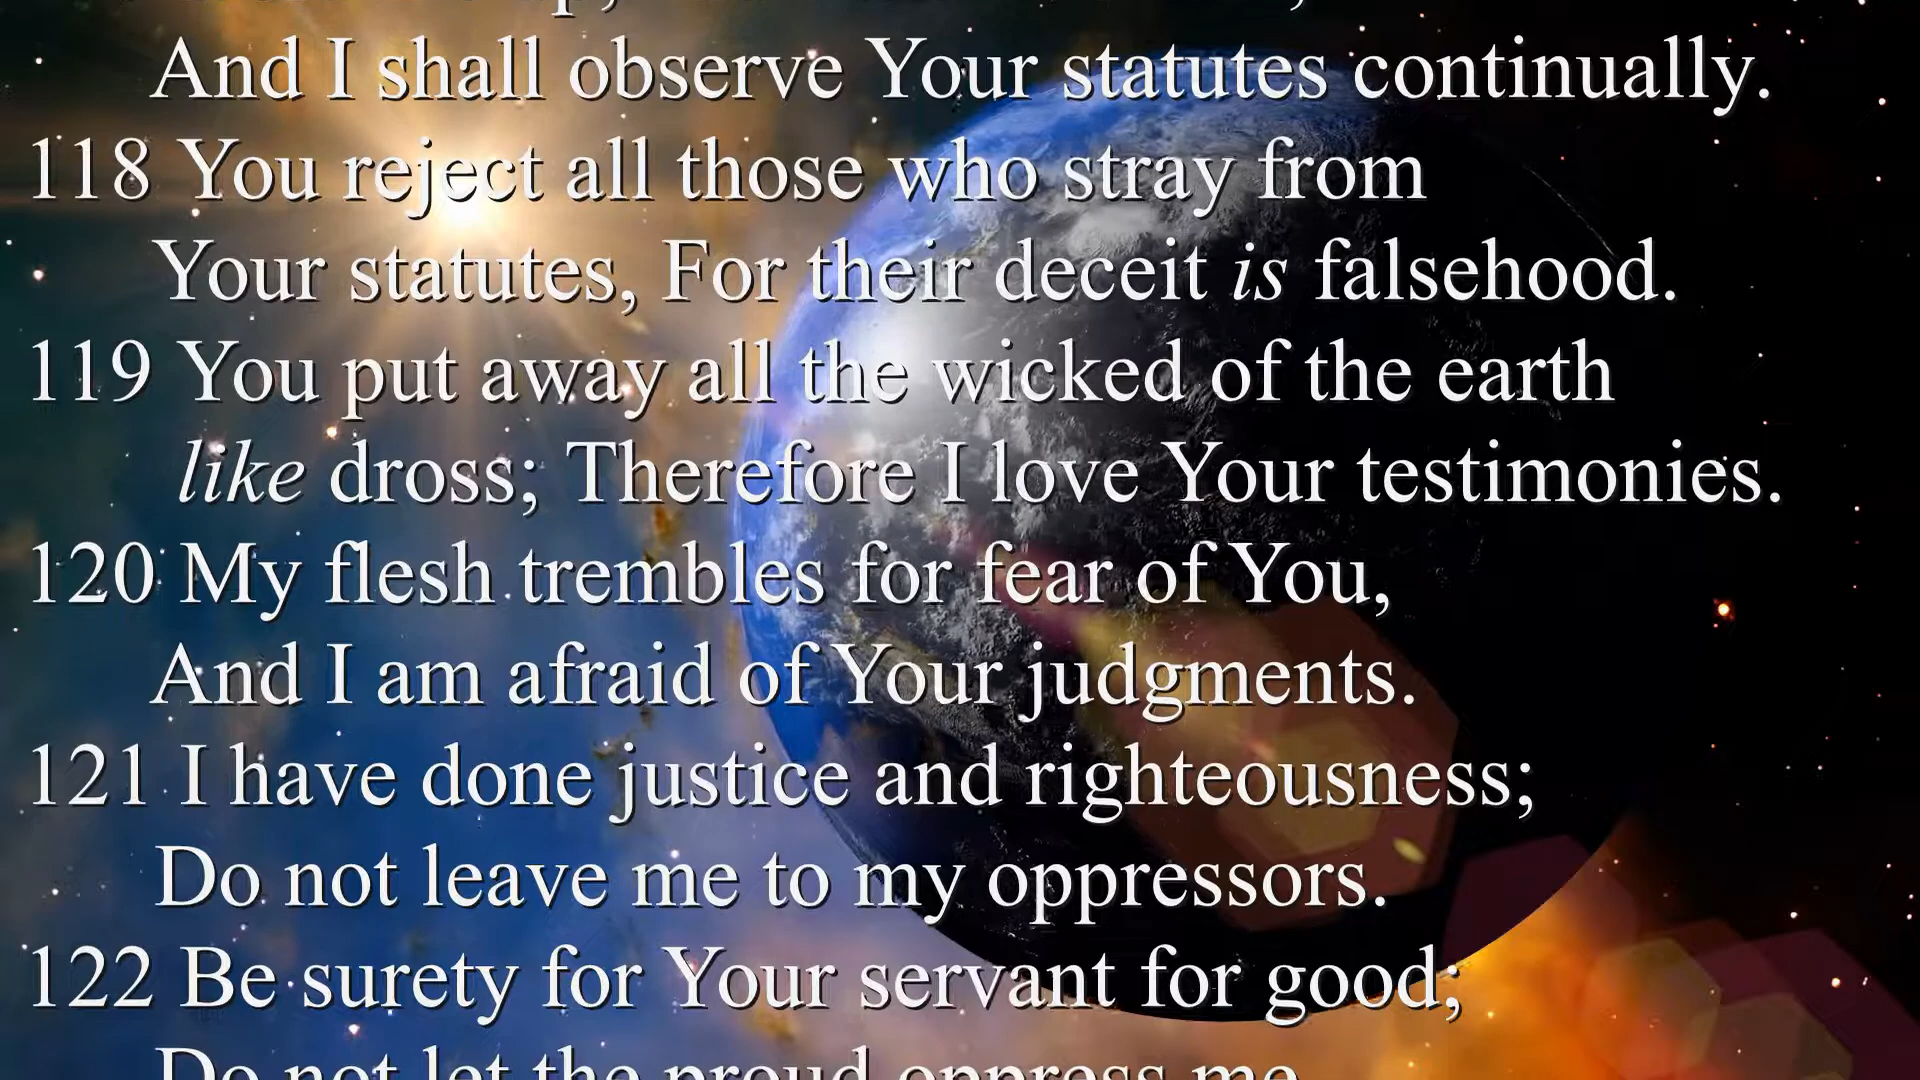 And I shall observe Your statutes continually.
118 You reject all those who stray from
Your statutes, For their deceit is falsehood.
119 You put away all the wicked of the earth
like dross; Therefore I love Your testimonies.
120 My flesh trembles for fear of You,
And I am afraid of Your judgments.
121 I have done justice and righteousness;
Do not leave me to my oppressors.
122 Be surety for Your servant for good;
Do not let the proud oppress me.